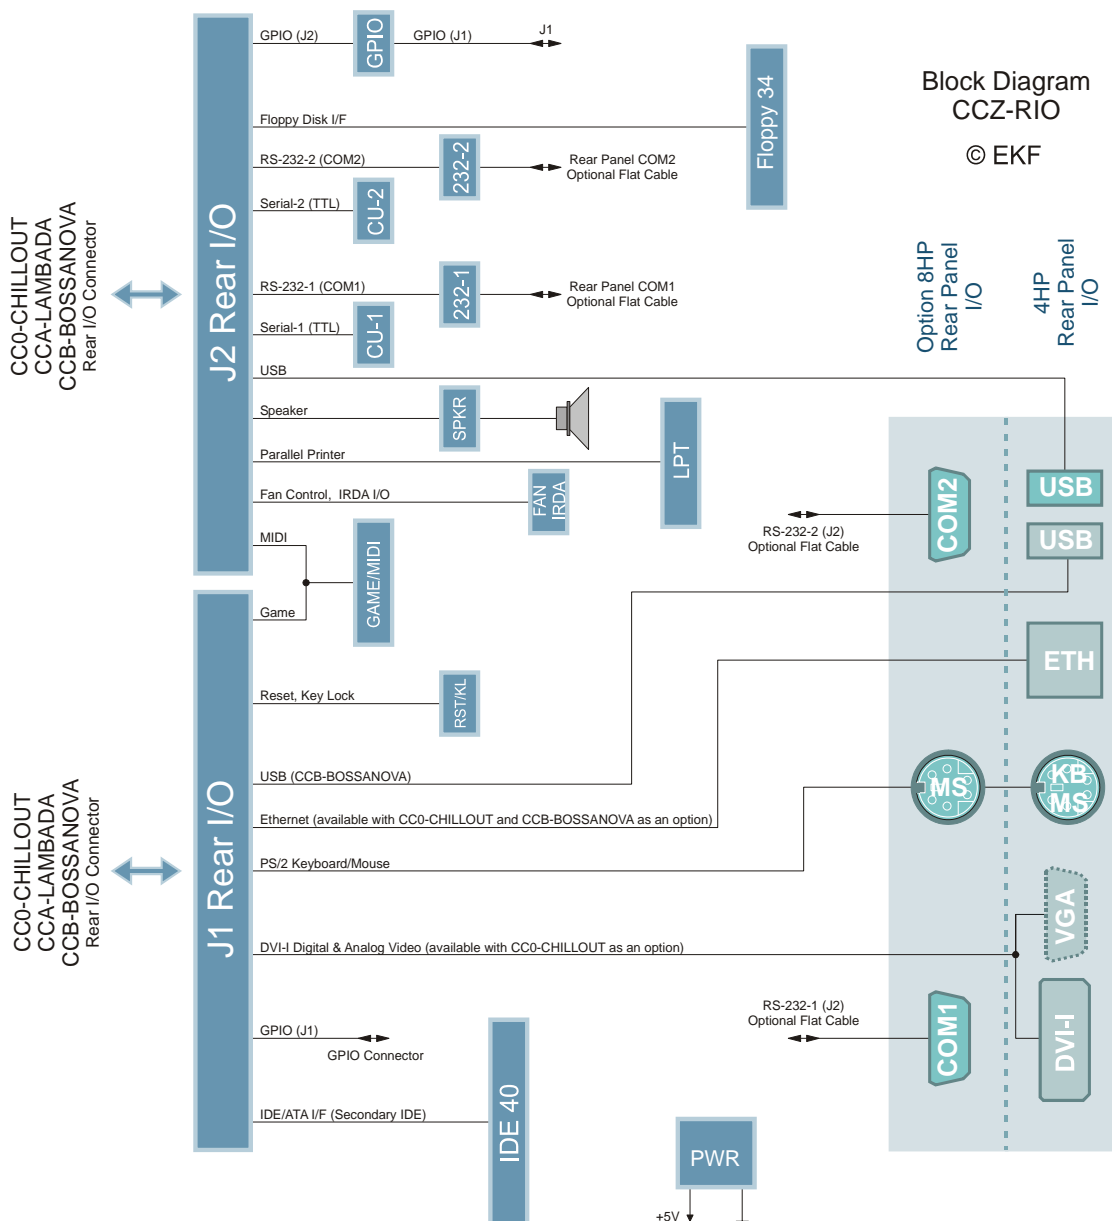 Block Diagram
CCZ-RIO
© EKF
GPIO (J2)
GPIO
GPIO (J1)
J1
Floppy Disk I/F
Floppy 34
RS-232-2 (COM2)
232-2
Rear Panel COM2
Optional Flat Cable
Serial-2 (TTL)
CU-2
CC0-CHILLOUT
CCA-LAMBADA
CCB-BOSSANOVA
Rear I/O Connector
J2 Rear I/O
RS-232-1 (COM1)
232-1
Rear Panel COM1
Optional Flat Cable
Serial-1 (TTL)
CU-1
Option 8HP
Rear Panel
I/O
4HP
Rear Panel
I/O
USB
Speaker
SPKR
Parallel Printer
LPT
Fan Control, IRDA I/O
FAN
IRDA
MIDI
GAME/MIDI
Game
RS-232-2 (J2)
Optional Flat Cable
COM2
USB
USB
ETH
Reset, Key Lock
RST/KL
CC0-CHILLOUT
CCA-LAMBADA
CCB-BOSSANOVA
Rear I/O Connector
J1 Rear I/O
USB (CCB-BOSSANOVA)
Ethernet (available with CC0-CHILLOUT and CCB-BOSSANOVA as an option)
MS
KB
MS
PS/2 Keyboard/Mouse
DVI-I Digital & Analog Video (available with CC0-CHILLOUT as an option)
VGA
DVI-I
RS-232-1 (J2)
Optional Flat Cable
COM1
GPIO (J1)
GPIO Connector
IDE/ATA I/F (Secondary IDE)
IDE 40
PWR
+5V